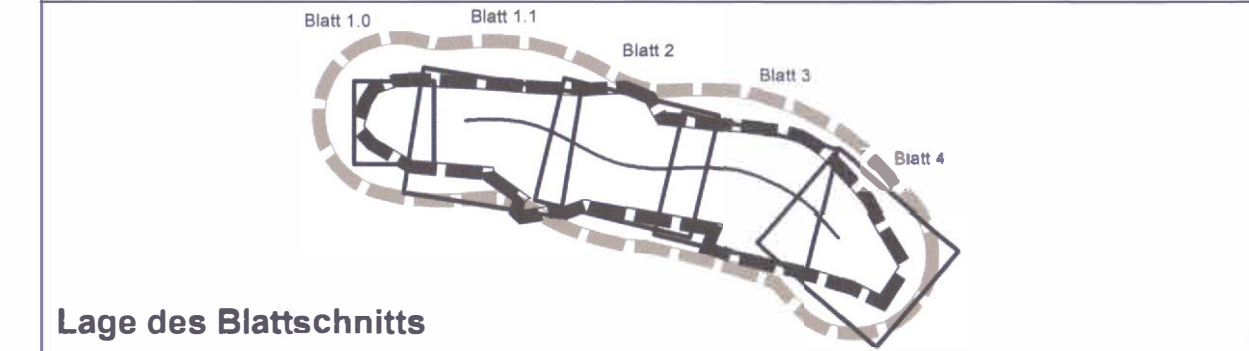 Blatt 1.0
Blatt 1.1
Blatt 2
Blatt 3
Blatt 4
Lage des Blattschnitts